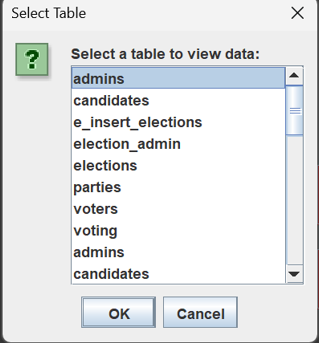 Select Table
?
Select a table to view data:
admins
candidates
e_insert_elections
election_admin
elections
parties
voters
voting
admins
candidates
OK Cancel